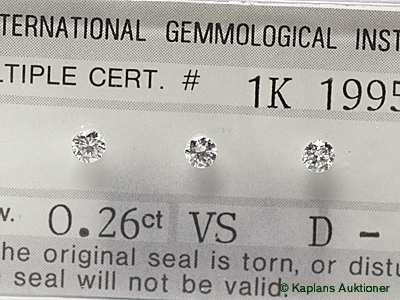 TERNATIONAL GEMMOLOGICAL INST
LTIPLE CERT. # 1K 1995
w. 0.26ct VS D -
he original seal is torn, or distu
seal will not be valid.
© Kaplans Auktioner